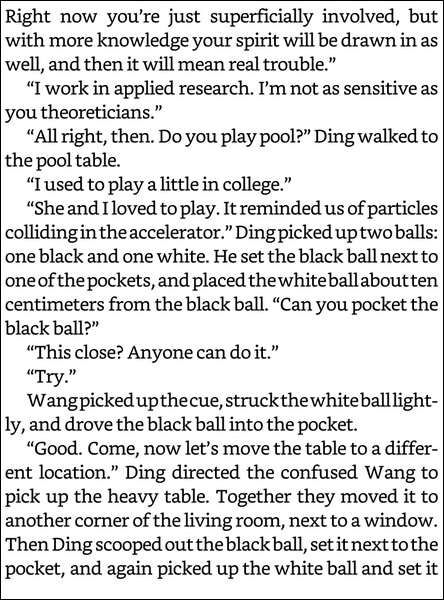 Right now you’re just superficially involved, but
with more knowledge your spirit will be drawn in as
well, and then it will mean real trouble.”
“I work in applied research. I’m not as sensitive as
you theoreticians.”
“All right, then. Do you play pool?” Ding walked to
the pool table.
“I used to play a little in college.”
“She and I loved to play. It reminded us of particles
colliding in the accelerator.” Ding picked up two balls:
one black and one white. He set the black ball next to
one of the pockets, and placed the white ball about ten
centimeters from the black ball. “Can you pocket the
black ball?”
“This close? Anyone can do it.”
“Try.”
Wang picked up the cue, struck the white ball light-
ly, and drove the black ball into the pocket.
“Good. Come, now let’s move the table to a differ-
ent location.” Ding directed the confused Wang to
pick up the heavy table. Together they moved it to
another corner of the living room, next to a window.
Then Ding scooped out the black ball, set it next to the
pocket, and again picked up the white ball and set it